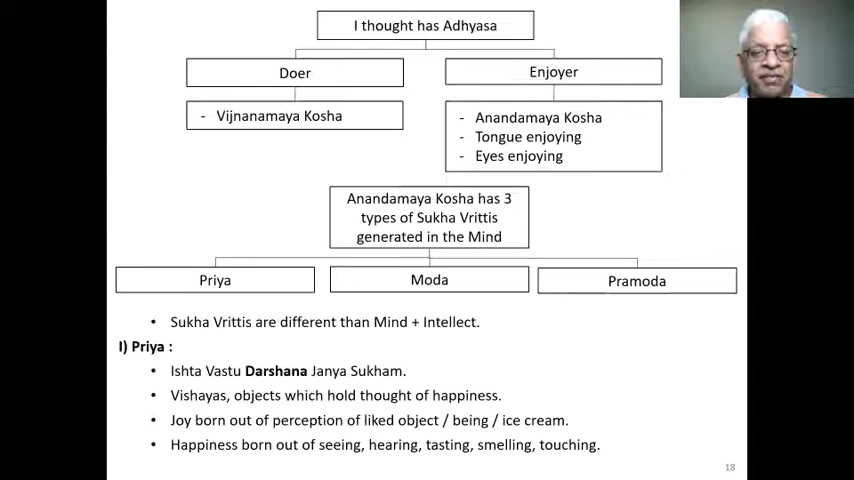 I thought has Adhyasa
Doer
Enjoyer
- Vijnanamaya Kosha
- Anandamaya Kosha
- Tongue enjoying
- Eyes enjoying
Anandamaya Kosha has 3
types of Sukha Vrittis
generated in the Mind
Priya
Moda
Pramoda
• Sukha Vrittis are different than Mind + Intellect.
I) Priya :
• Ishta Vastu Darshana Janya Sukham.
• Vishayas, objects which hold thought of happiness.
• Joy born out of perception of liked object / being / ice cream.
• Happiness born out of seeing, hearing, tasting, smelling, touching.
18